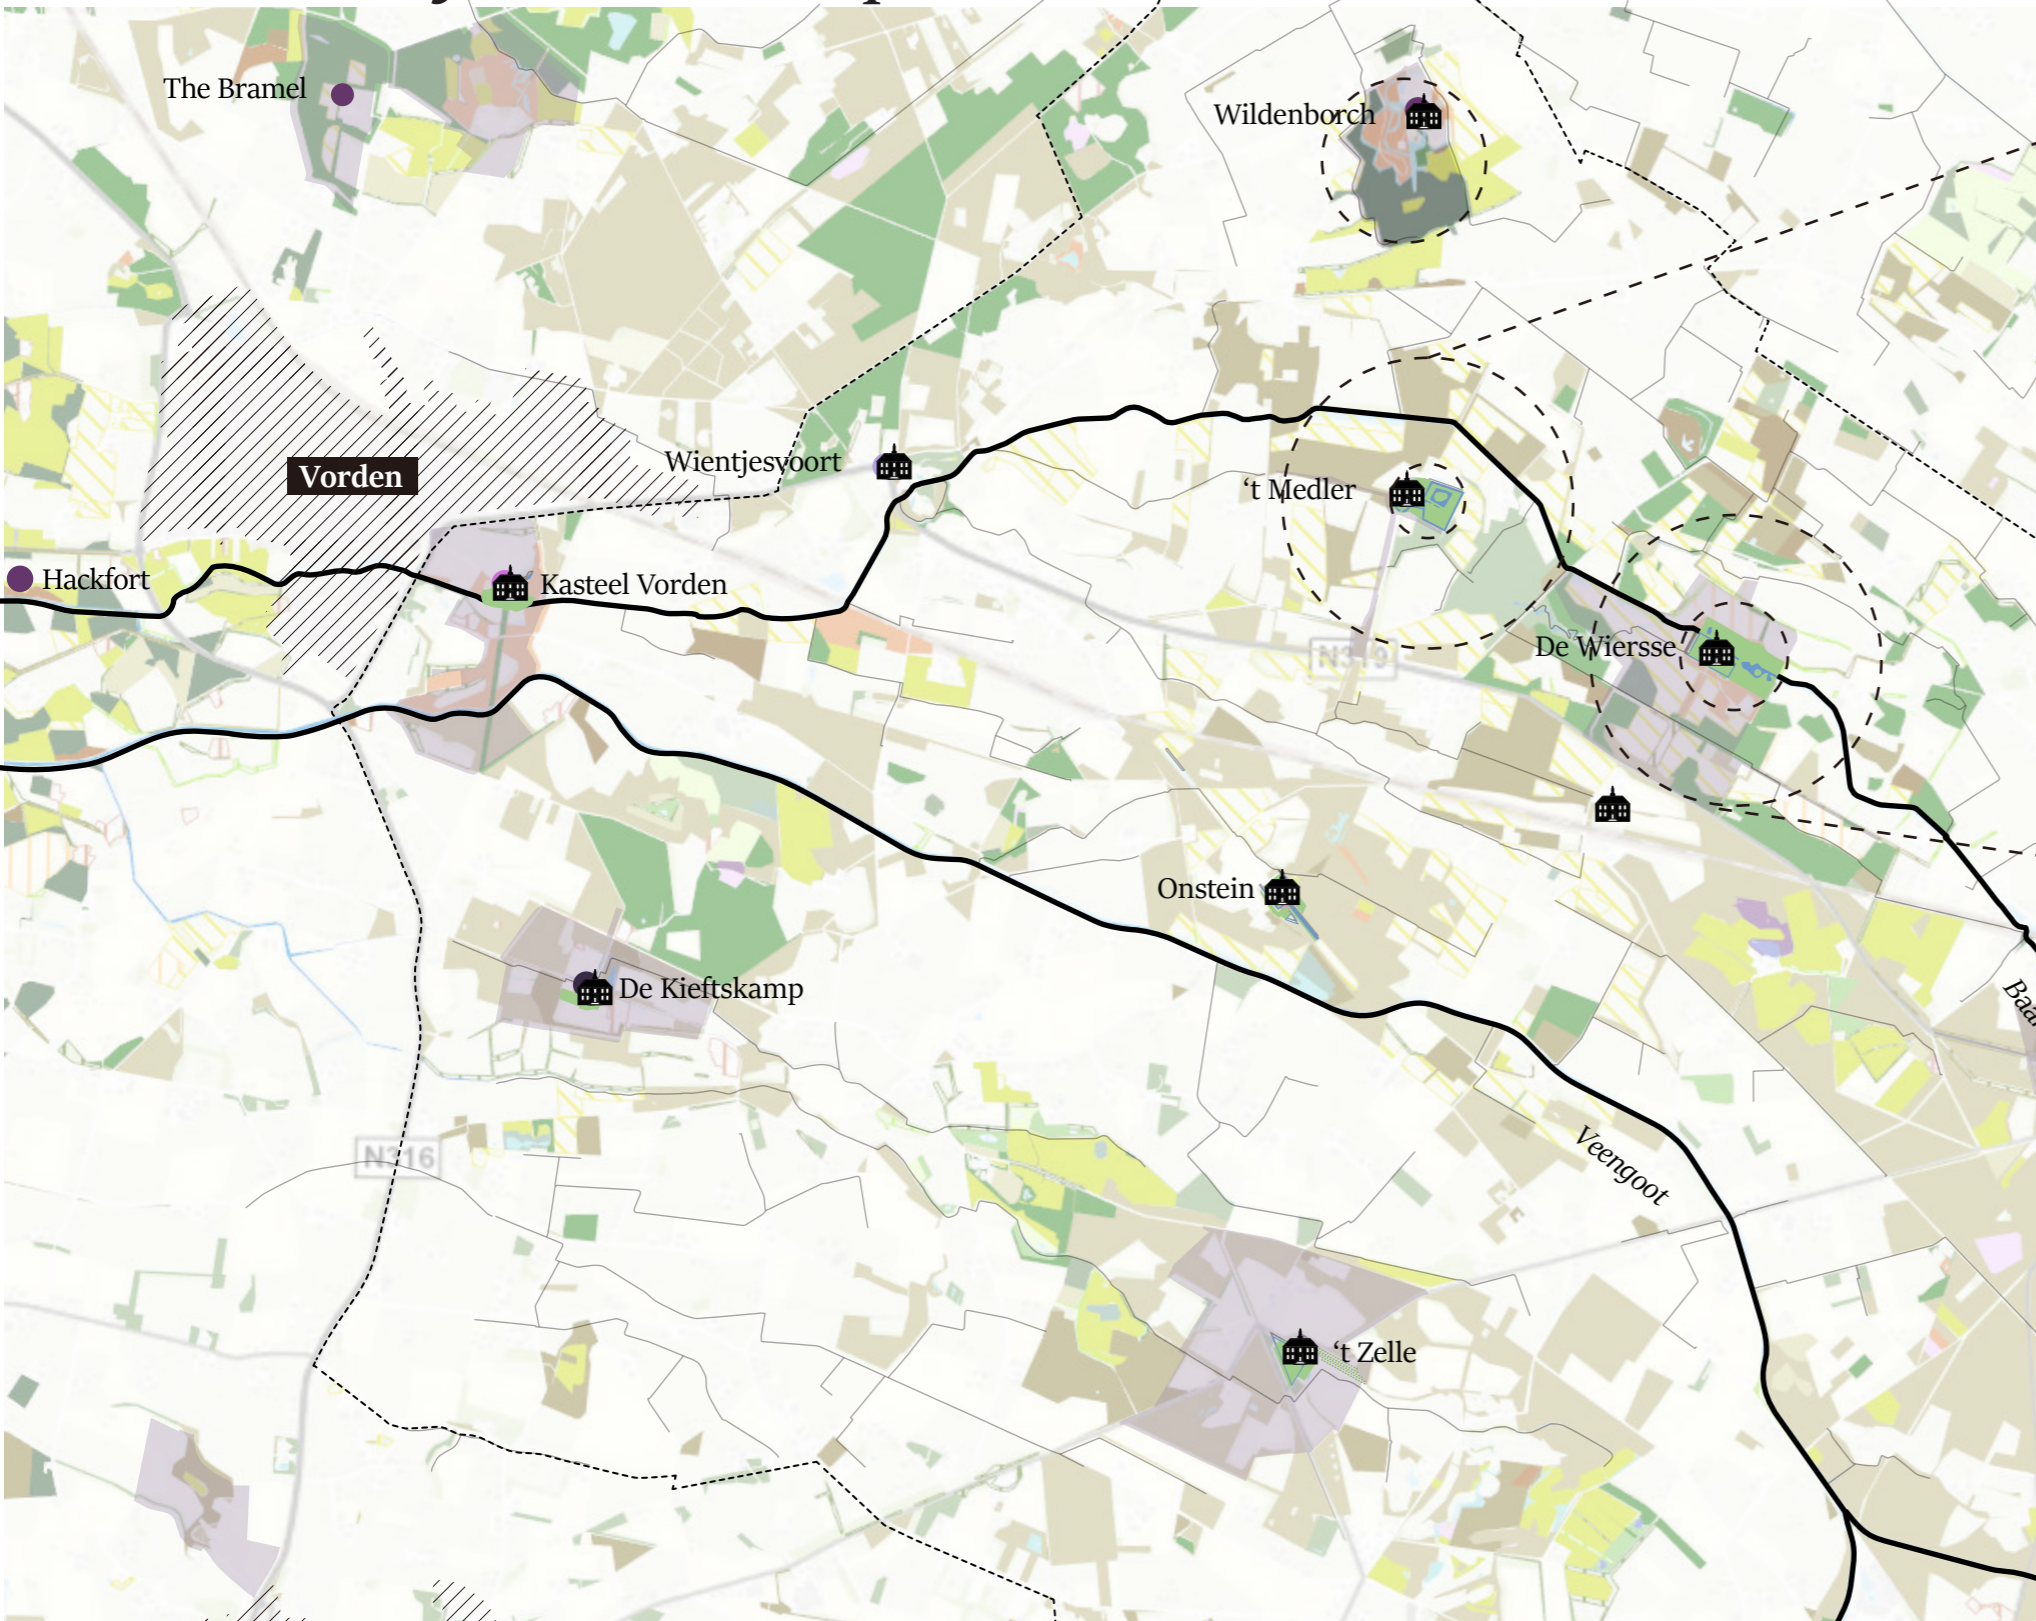 The Bramel
Wildenborch
Wientjesvoort
Vorden
't Medler
Hackfort
Kasteel Vorden
De Wiersse
N319
Onstein
De Kieftskamp
Veengoot
N316
‘t Zelle